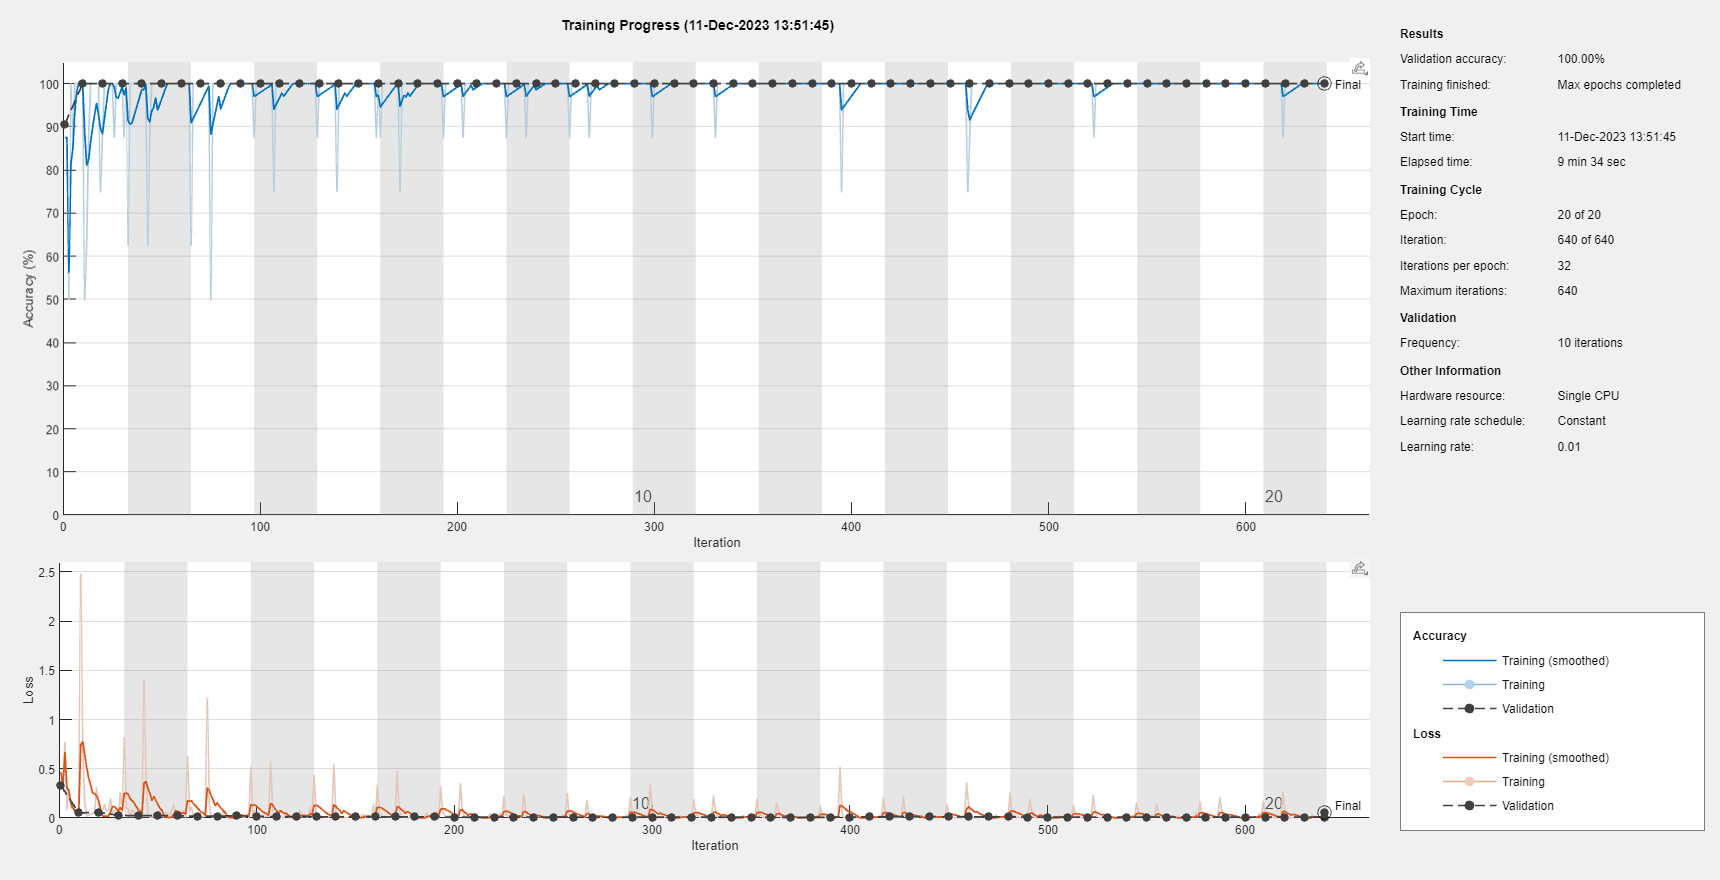 Training Progress (11-Dec-2023 13:51:45)
100
90
80
70
60
50
40
30
20
10
0
Accuracy (%)
Final
10
20
0 100 200 300 400 500 600
Iteration
2.5
2
1.5
1
0.5
0
Loss
Final
10
20
0 100 200 300 400 500 600
Iteration
Results
Validation accuracy: 100.00%
Training finished: Max epochs completed
Training Time
Start time: 11-Dec-2023 13:51:45
Elapsed time: 9 min 34 sec
Training Cycle
Epoch: 20 of 20
Iteration: 640 of 640
Iterations per epoch: 32
Maximum iterations: 640
Validation
Frequency: 10 iterations
Other Information
Hardware resource: Single CPU
Learning rate schedule: Constant
Learning rate: 0.01
Accuracy
Training (smoothed)
Training
Validation
Loss
Training (smoothed)
Training
Validation